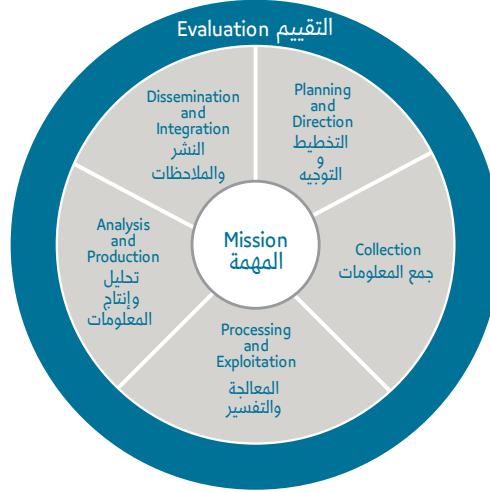 Evaluation التقييم
Planning
and
Direction
التخطيط
و
التوجيه
Collection
جمع المعلومات
Processing
and
Exploitation
المعالجة
والتفسير
Analysis
and
Production
تحليل
وإنتاج
المعلومات
Dissemination
and
Integration
النشر
والملاحظات
Mission
المهمة